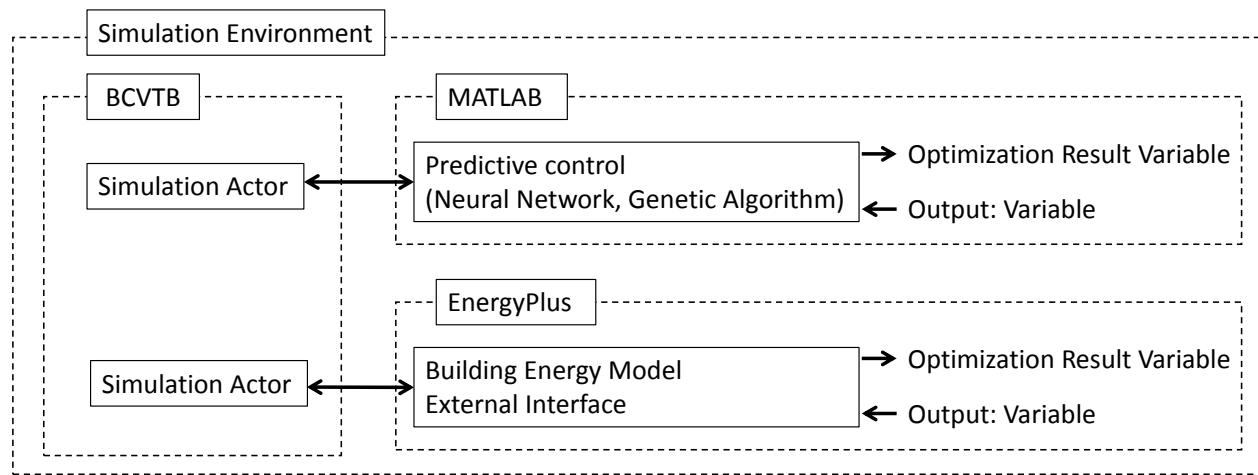 Simulation Environment
BCVTB
MATLAB
Simulation Actor
Predictive control
(Neural Network, Genetic Algorithm)
Optimization Result Variable
Output: Variable
EnergyPlus
Simulation Actor
Building Energy Model
External Interface
Optimization Result Variable
Output: Variable